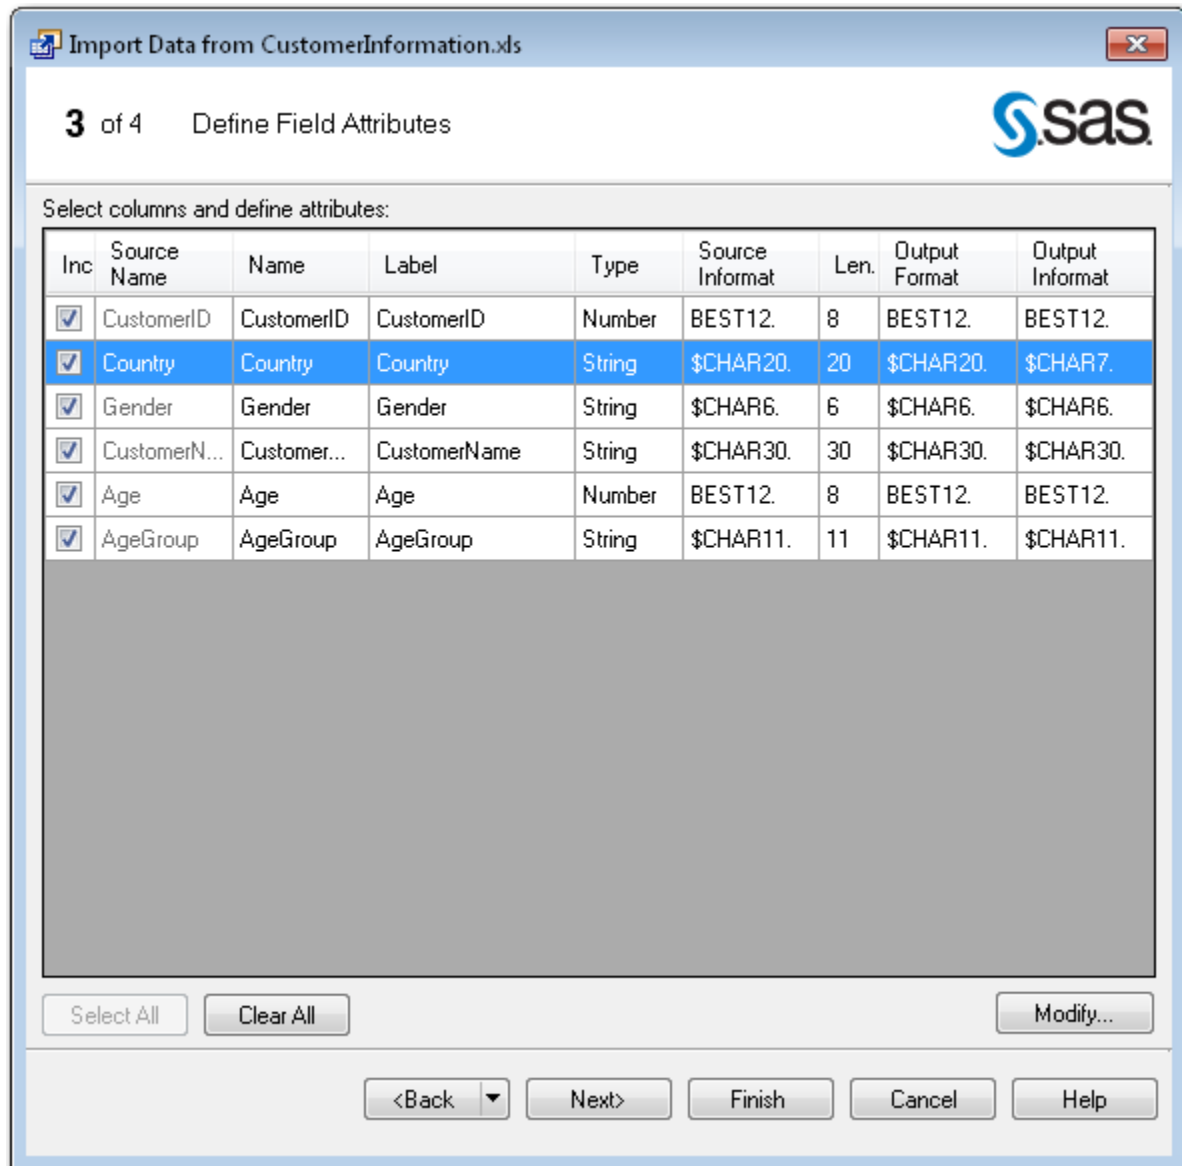 Import Data from CustomerInformation.xls
3 of 4 Define Field Attributes
sas
Select columns and define attributes:
Inc Source Name Name Label Type Source Informat Len. Output Format Output Informat
CustomerID CustomerID CustomerID Number BEST12. 8 BEST12. BEST12.
Country Country Country String $CHAR20. 20 $CHAR20. $CHAR7.
Gender Gender Gender String $CHAR6. 6 $CHAR6. $CHAR6.
CustomerN... Customer... CustomerName String $CHAR30. 30 $CHAR30. $CHAR30.
Age Age Age Number BEST12. 8 BEST12. BEST12.
AgeGroup AgeGroup AgeGroup String $CHAR11. 11 $CHAR11. $CHAR11.
Select All Clear All Modify...
<Back Next> Finish Cancel Help